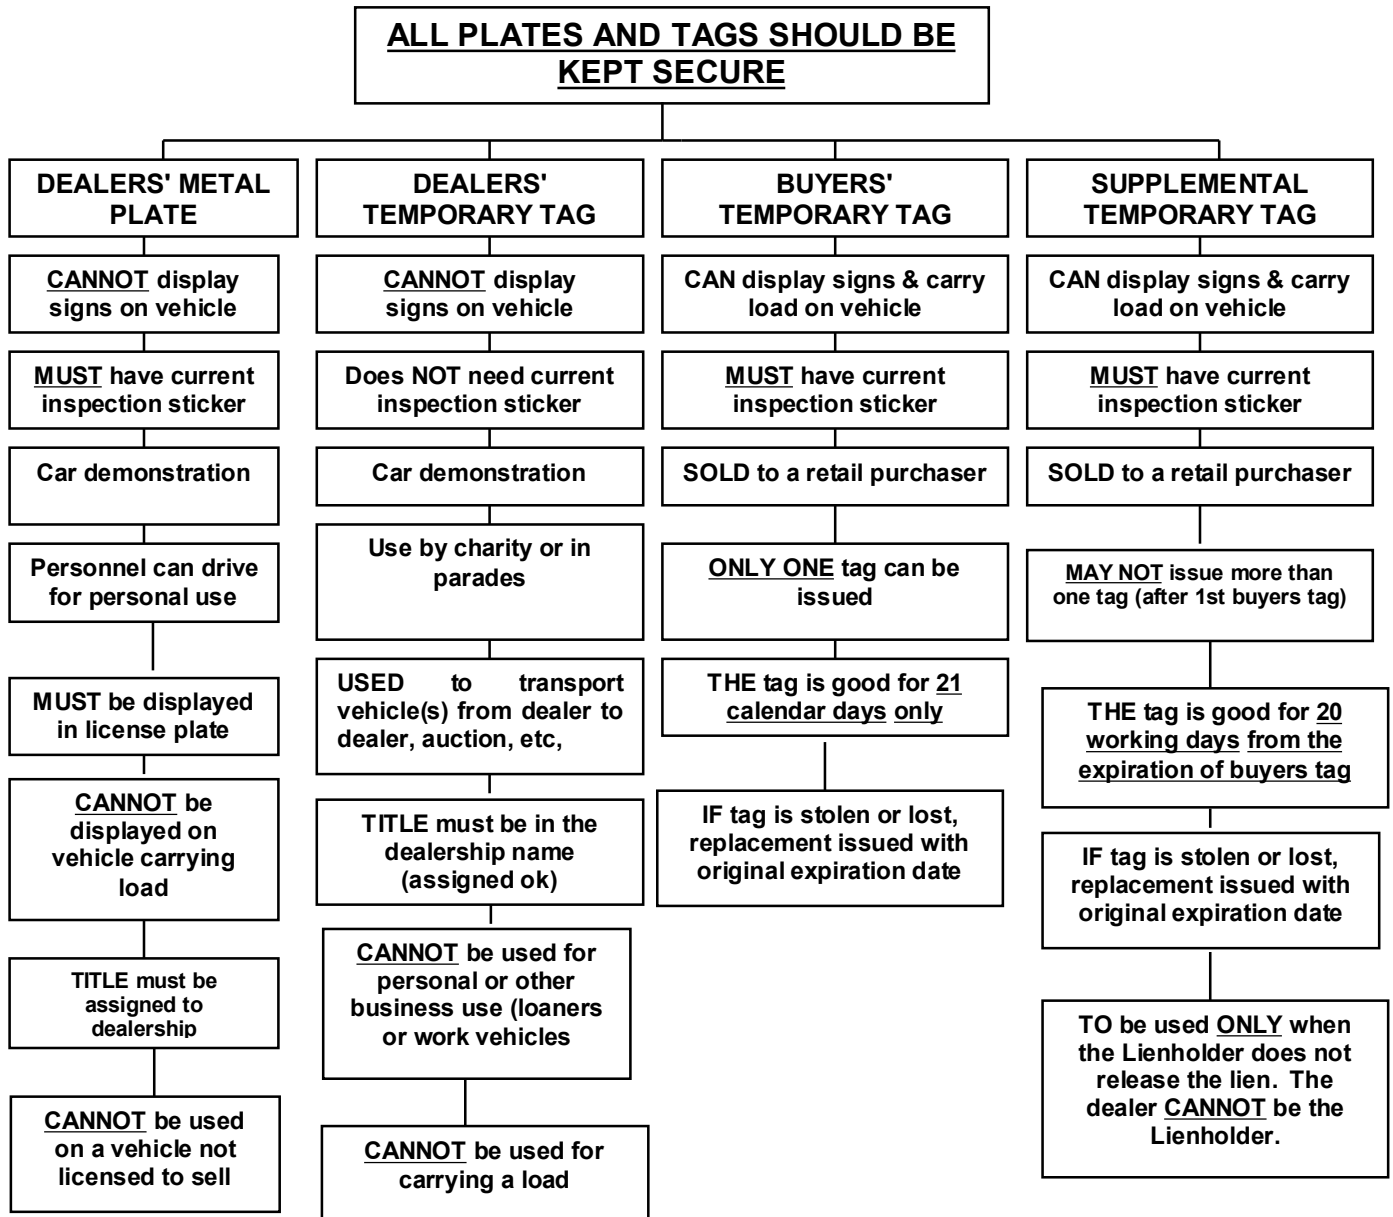 ALL PLATES AND TAGS SHOULD BE
KEPT SECURE
DEALERS' METAL
PLATE
CANNOT display
signs on vehicle
MUST have current
inspection sticker
Car demonstration
Personnel can drive
for personal use
MUST be displayed
in license plate
CANNOT be
displayed on
vehicle carrying
load
TITLE must be
assigned to
dealership
CANNOT be used
on a vehicle not
licensed to sell
DEALERS'
TEMPORARY TAG
CANNOT display
signs on vehicle
Does NOT need current
inspection sticker
Car demonstration
Use by charity or in
parades
USED to transport
vehicle(s) from dealer to
dealer, auction, etc,
TITLE must be in the
dealership name
(assigned ok)
CANNOT be used for
personal or other
business use (loaners
or work vehicles
CANNOT be used for
carrying a load
BUYERS'
TEMPORARY TAG
CAN display signs & carry
load on vehicle
MUST have current
inspection sticker
SOLD to a retail purchaser
ONLY ONE tag can be
issued
THE tag is good for 21
calendar days only
IF tag is stolen or lost,
replacement issued with
original expiration date
SUPPLEMENTAL
TEMPORARY TAG
CAN display signs & carry
load on vehicle
MUST have current
inspection sticker
SOLD to a retail purchaser
MAY NOT issue more than
one tag (after 1st buyers tag)
THE tag is good for 20
working days from the
expiration of buyers tag
IF tag is stolen or lost,
replacement issued with
original expiration date
TO be used ONLY when
the Lienholder does not
release the lien. The
dealer CANNOT be the
Lienholder.